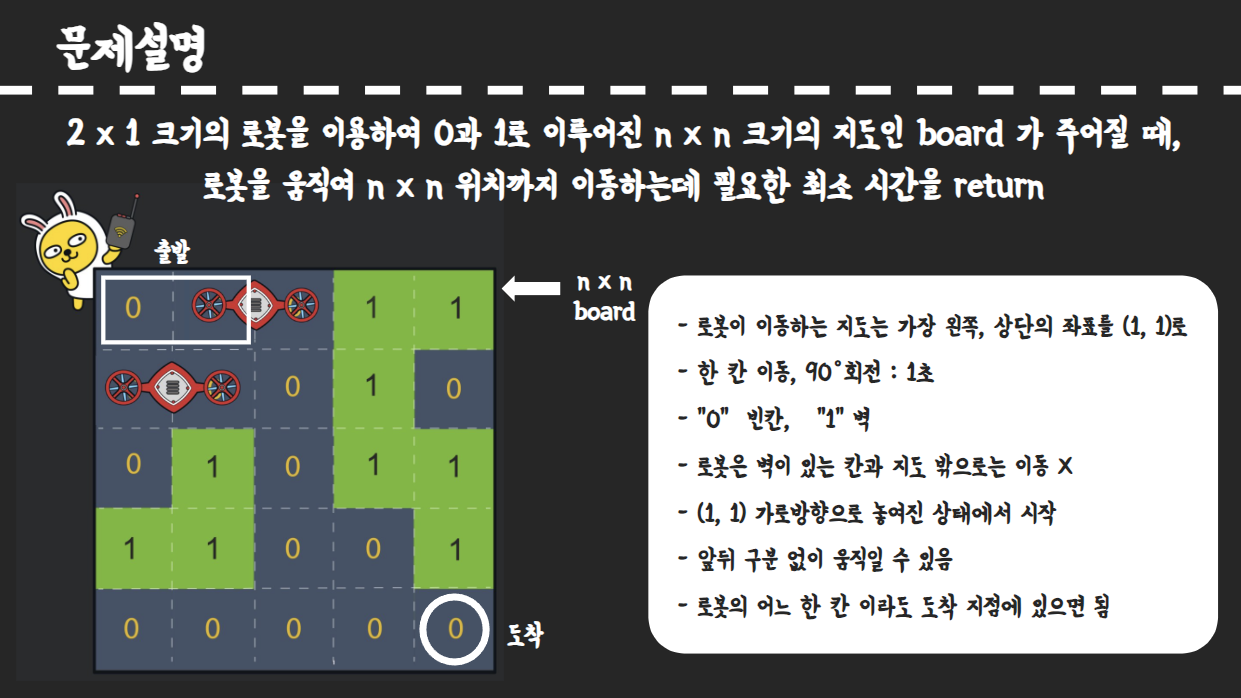 문제설명
2 x 1 크기의 로봇을 이용하여 0과 1로 이루어진 n x n 크기의 지도인 board 가 주어질 때,
로봇을 움직여 n x n 위치까지 이동하는데 필요한 최소 시간을 return
출발
0 1 1
0 1 0
0 1 0 1 1
1 1 0 0 1
0 0 0 0 0
도착
n x n
board
- 로봇이 이동하는 지도는 가장 왼쪽, 상단의 좌표를 (1, 1)로
- 한 칸 이동, 90°회전 : 1초
- "0" 빈칸, "1" 벽
- 로봇은 벽이 있는 칸과 지도 밖으로는 이동 X
- (1, 1) 가로방향으로 놓여진 상태에서 시작
- 앞뒤 구분 없이 움직일 수 있음
- 로봇의 어느 한 칸 이라도 도착 지점에 있으면 됨